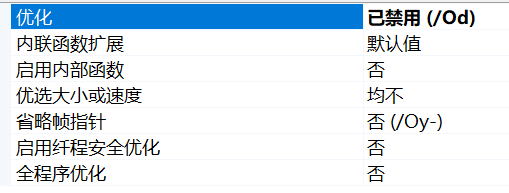 优化 已禁用 (/Od)
内联函数扩展 默认值
启用内部函数 否
优选大小或速度 均不
省略帧指针 否 (/Oy-)
启用纤程安全优化 否
全程序优化 否